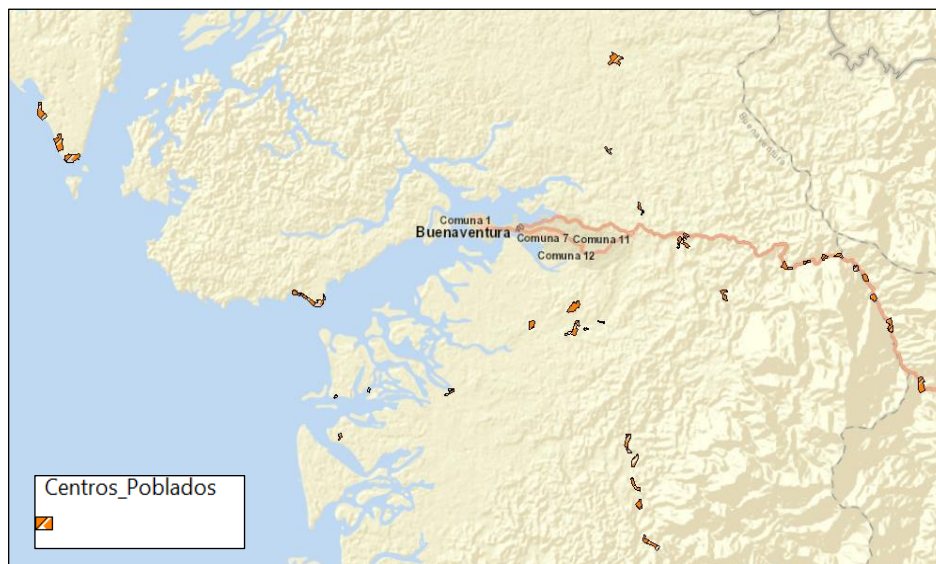 Buenaventura
Comuna 1
Buenaventura
Comuna 7
Comuna 11
Comuna 12
Centros_Poblados